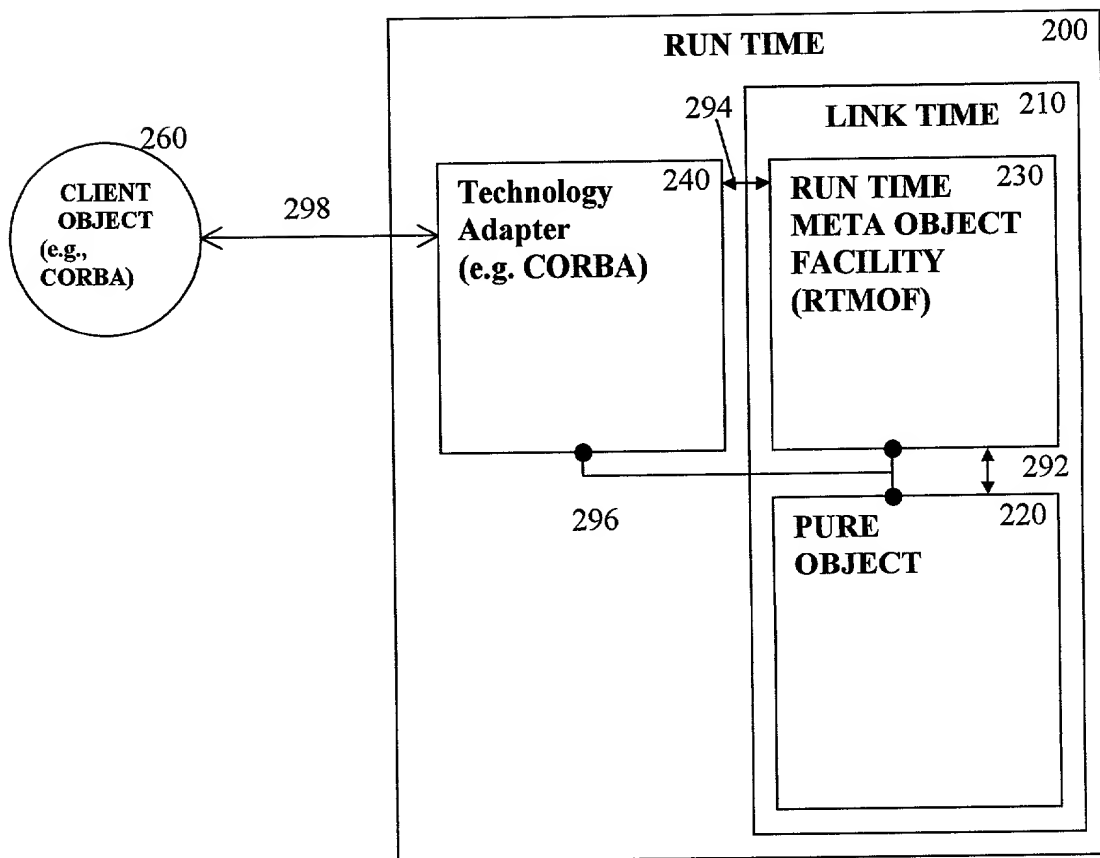 RUN TIME 200
LINK TIME 210
294
260
CLIENT
OBJECT
(e.g.,
CORBA)
298
Technology 240
Adapter
(e.g. CORBA)
RUN TIME 230
META OBJECT
FACILITY
(RTMOF)
292
296
PURE 220
OBJECT